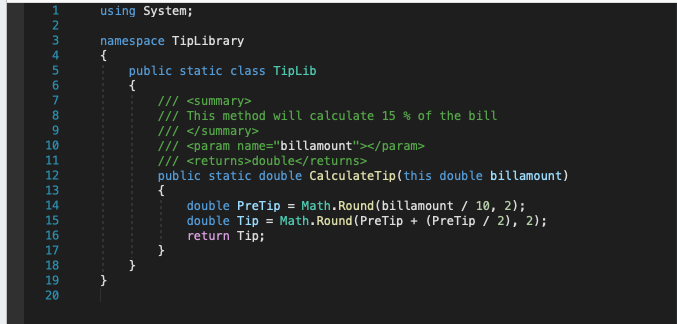 1 using System;
2
3 namespace TipLibrary
4 {
5 public static class TipLib
6 {
7 /// <summary>
8 /// This method will calculate 15 % of the bill
9 /// </summary>
10 /// <param name="billamount"></param>
11 /// <returns>double</returns>
12 public static double CalculateTip(this double billamount)
13 {
14 double PreTip = Math.Round(billamount / 10, 2);
15 double Tip = Math.Round(PreTip + (PreTip / 2), 2);
16 return Tip;
17 }
18 }
19 }
20